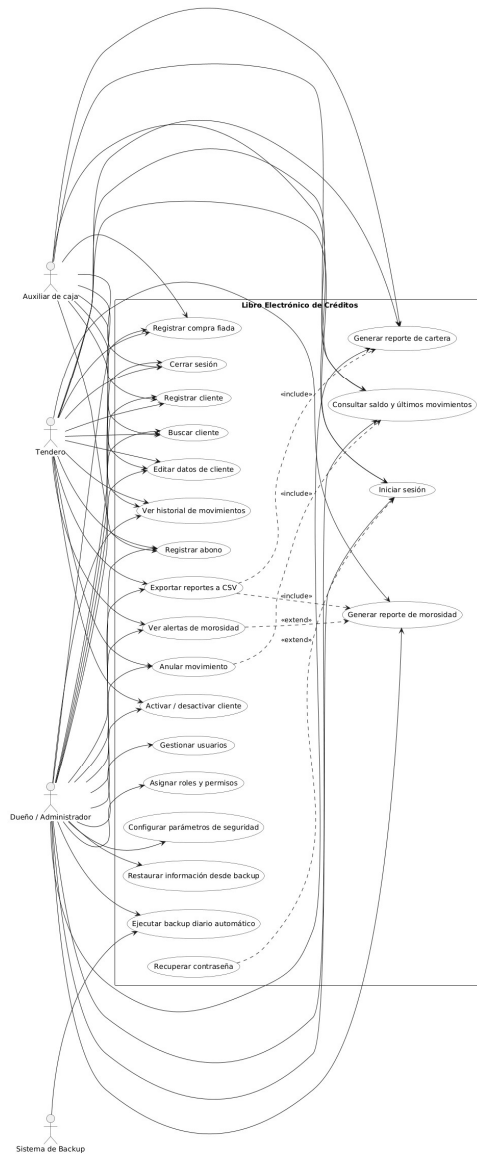 Auxiliar de caja
Libro Electrónico de Créditos
Registrar compra fiada
Generar reporte de cartera
Cerrar sesión
«include»
Registrar cliente
Consultar saldo y últimos movimientos
Buscar cliente
Tendero
Editar datos de cliente
Iniciar sesión
«include»
Ver historial de movimientos
Registrar abono
Exportar reportes a CSV
«include»
Generar reporte de morosidad
Ver alertas de morosidad
«extend»
«extend»
Anular movimiento
Activar / desactivar cliente
Gestionar usuarios
Asignar roles y permisos
Dueño / Administrador
Configurar parámetros de seguridad
Restaurar información desde backup
Ejecutar backup diario automático
Recuperar contraseña
Sistema de Backup